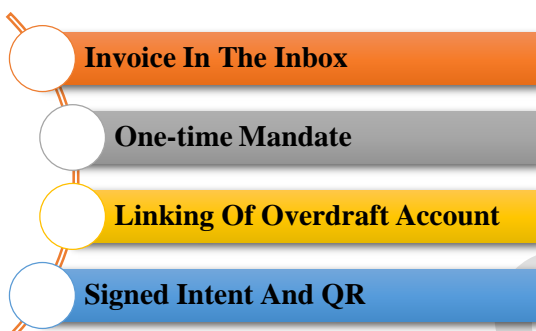 Invoice In The Inbox
One-time Mandate
Linking Of Overdraft Account
Signed Intent And QR